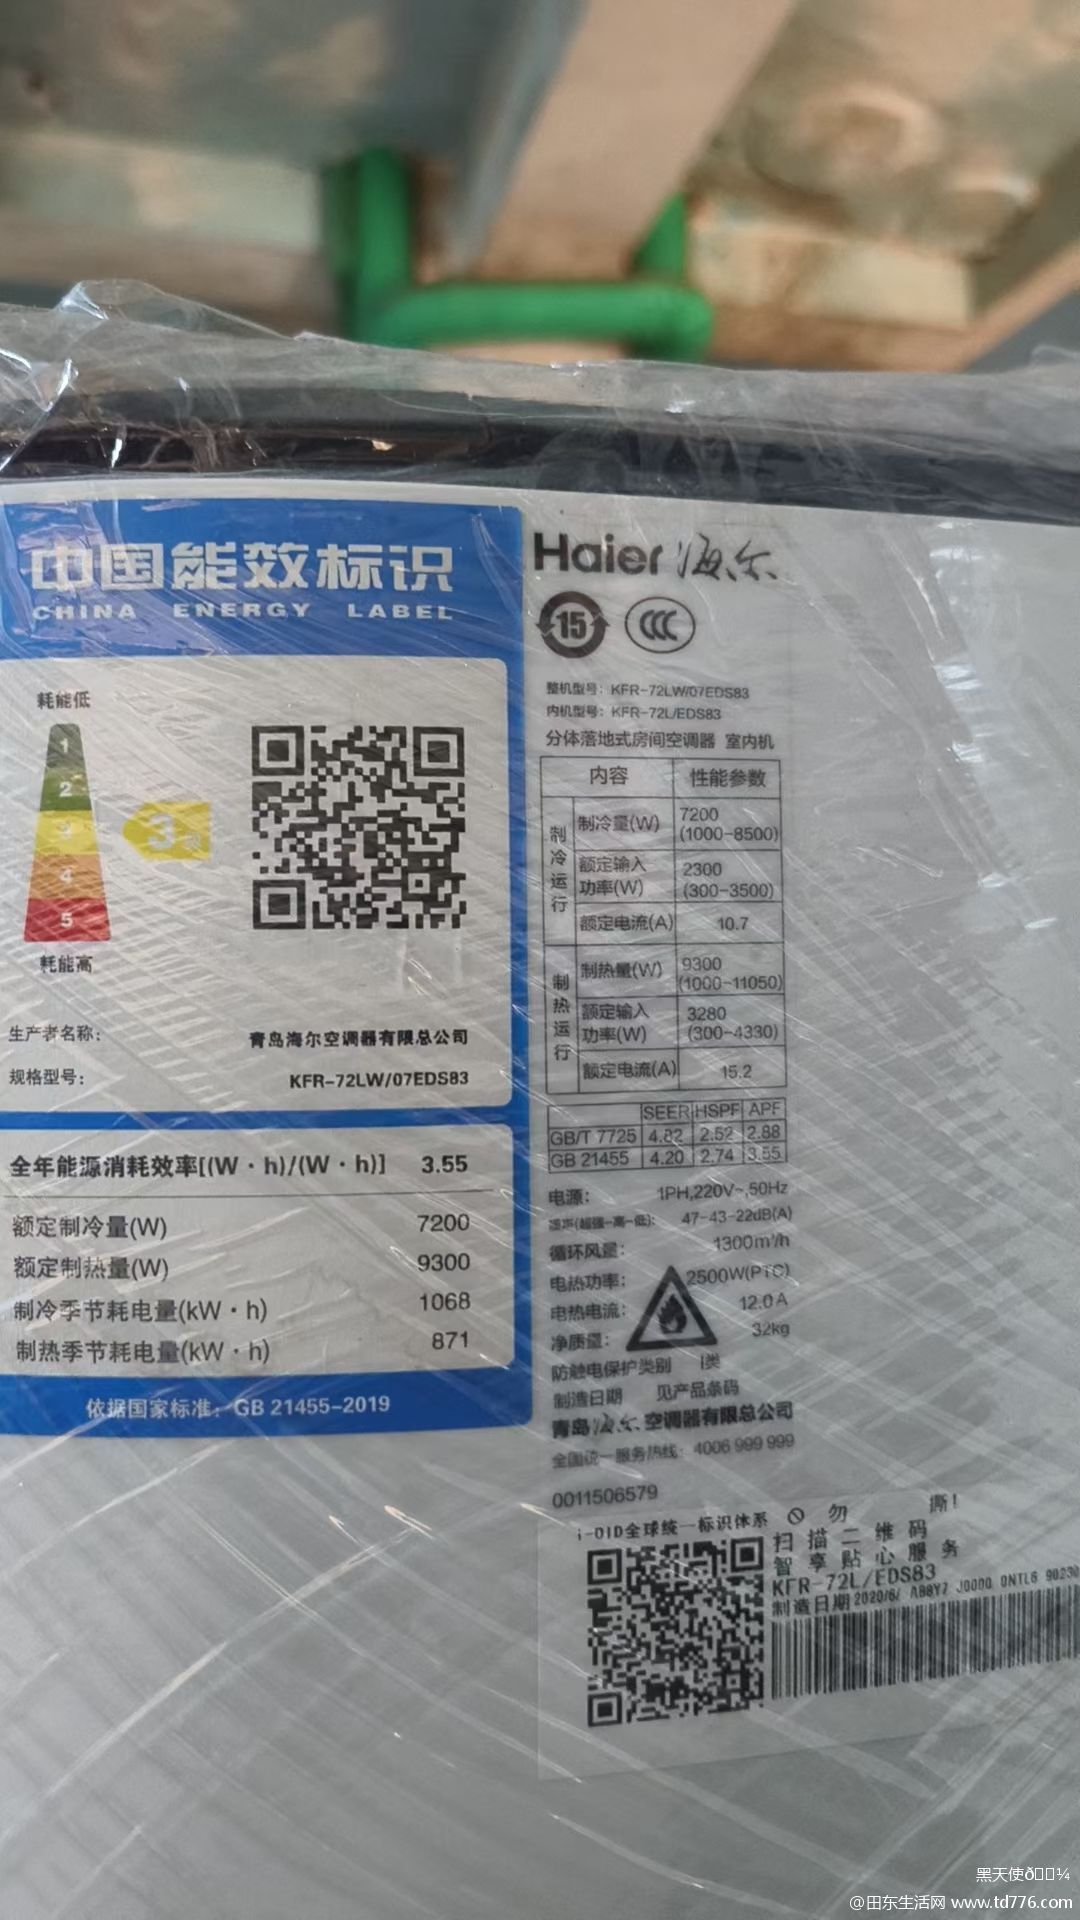 中国能效标识
CHINA ENERGY LABEL
耗能低
1
2
3
4
5
3级
耗能高
生产者名称：
青岛海尔空调器有限总公司
规格型号：
KFR-72LW/07EDS83
全年能源消耗效率[(W·h)/(W·h)] 3.55
额定制冷量(W) 7200
额定制热量(W) 9300
制冷季节耗电量(kW·h) 1068
制热季节耗电量(kW·h) 871
依据国家标准：GB 21455-2019
Haier 海尔
15 CCC
整机型号：KFR-72LW/07EDS83
内机型号：KFR-72L/EDS83
分体落地式房间空调器 室内机
内容 性能参数
制冷运行
制冷量(W) 7200
(1000-8500)
额定输入功率(W) 2300
(300-3500)
额定电流(A) 10.7
制热运行
制热量(W) 9300
(1000-11050)
额定输入功率(W) 3280
(300-4330)
额定电流(A) 15.2
SEER HSPF APF
GB/T 7725 4.82 2.52 2.88
GB 21455 4.20 2.74 3.55
电源： 1PH,220V~,50Hz
噪声(超强-高-低)： 47-43-22dB(A)
循环风量： 1300m³/h
电热功率： 2500W(PTC)
电热电流： 12.0A
净质量： 32kg
防触电保护类别 I类
制造日期 见产品条码
青岛海尔空调器有限总公司
全国统一服务热线：4006 999 999
0011506579
i-OID全球统一标识体系
勿撕！
扫描二维码
智享贴心服务
KFR-72L/EDS83
制造日期 2020/6/ J0000 0NTL6 90230
黑天使
@田东生活网 www.td776.com